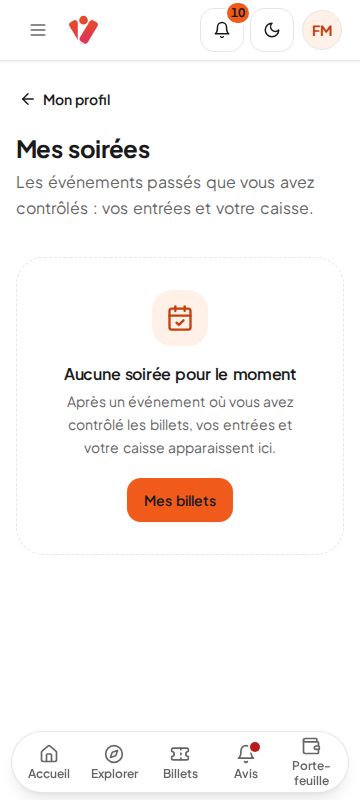 10
FM
Mon profil
Mes soirées
Les événements passés que vous avez
contrôlés : vos entrées et votre caisse.
Aucune soirée pour le moment
Après un événement où vous avez
contrôlé les billets, vos entrées et
votre caisse apparaissent ici.
Mes billets
Accueil
Explorer
Billets
Avis
Porte-
feuille